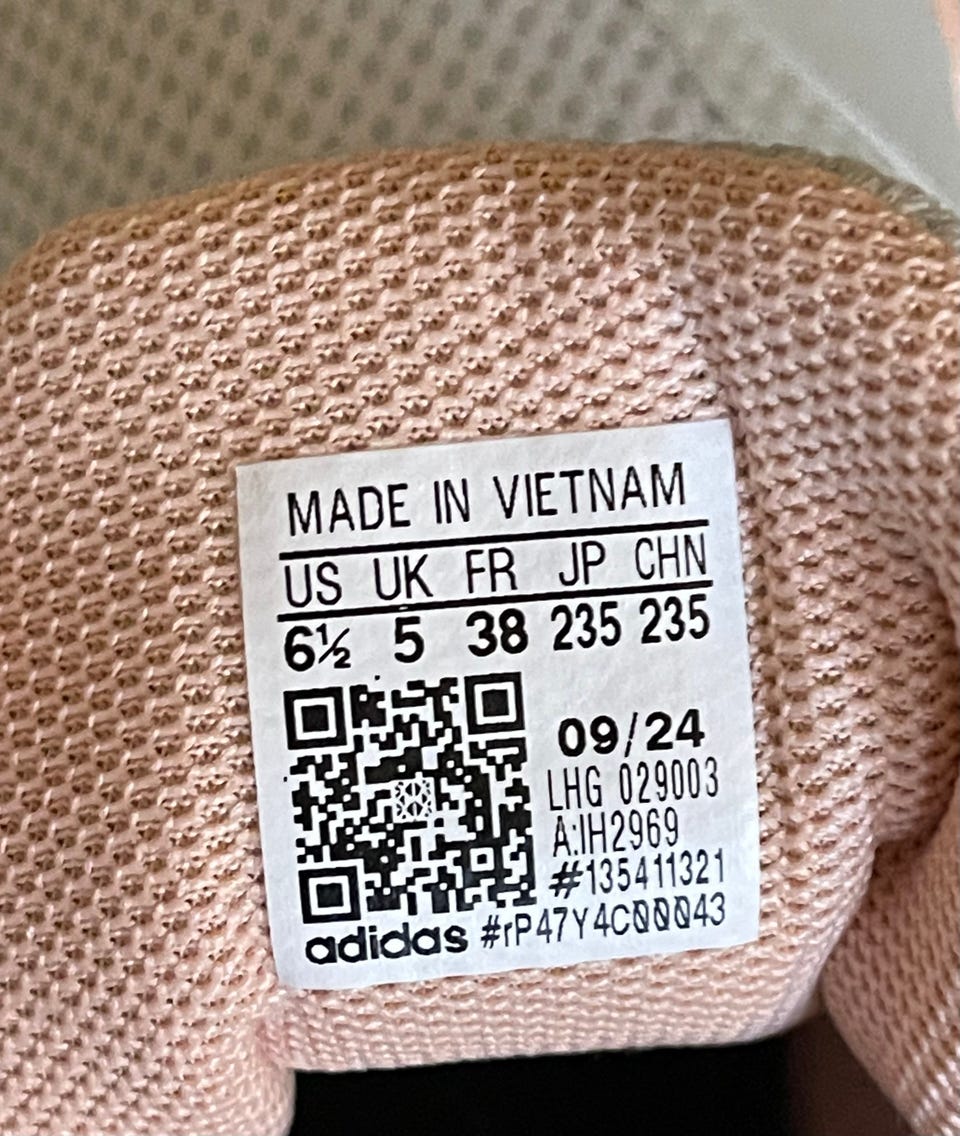 MADE IN VIETNAM
US UK FR JP CHN
6½ 5 38 235 235
09/24
LHG 029003
A:IH2969
#135411321
adidas #rP47Y4C00043